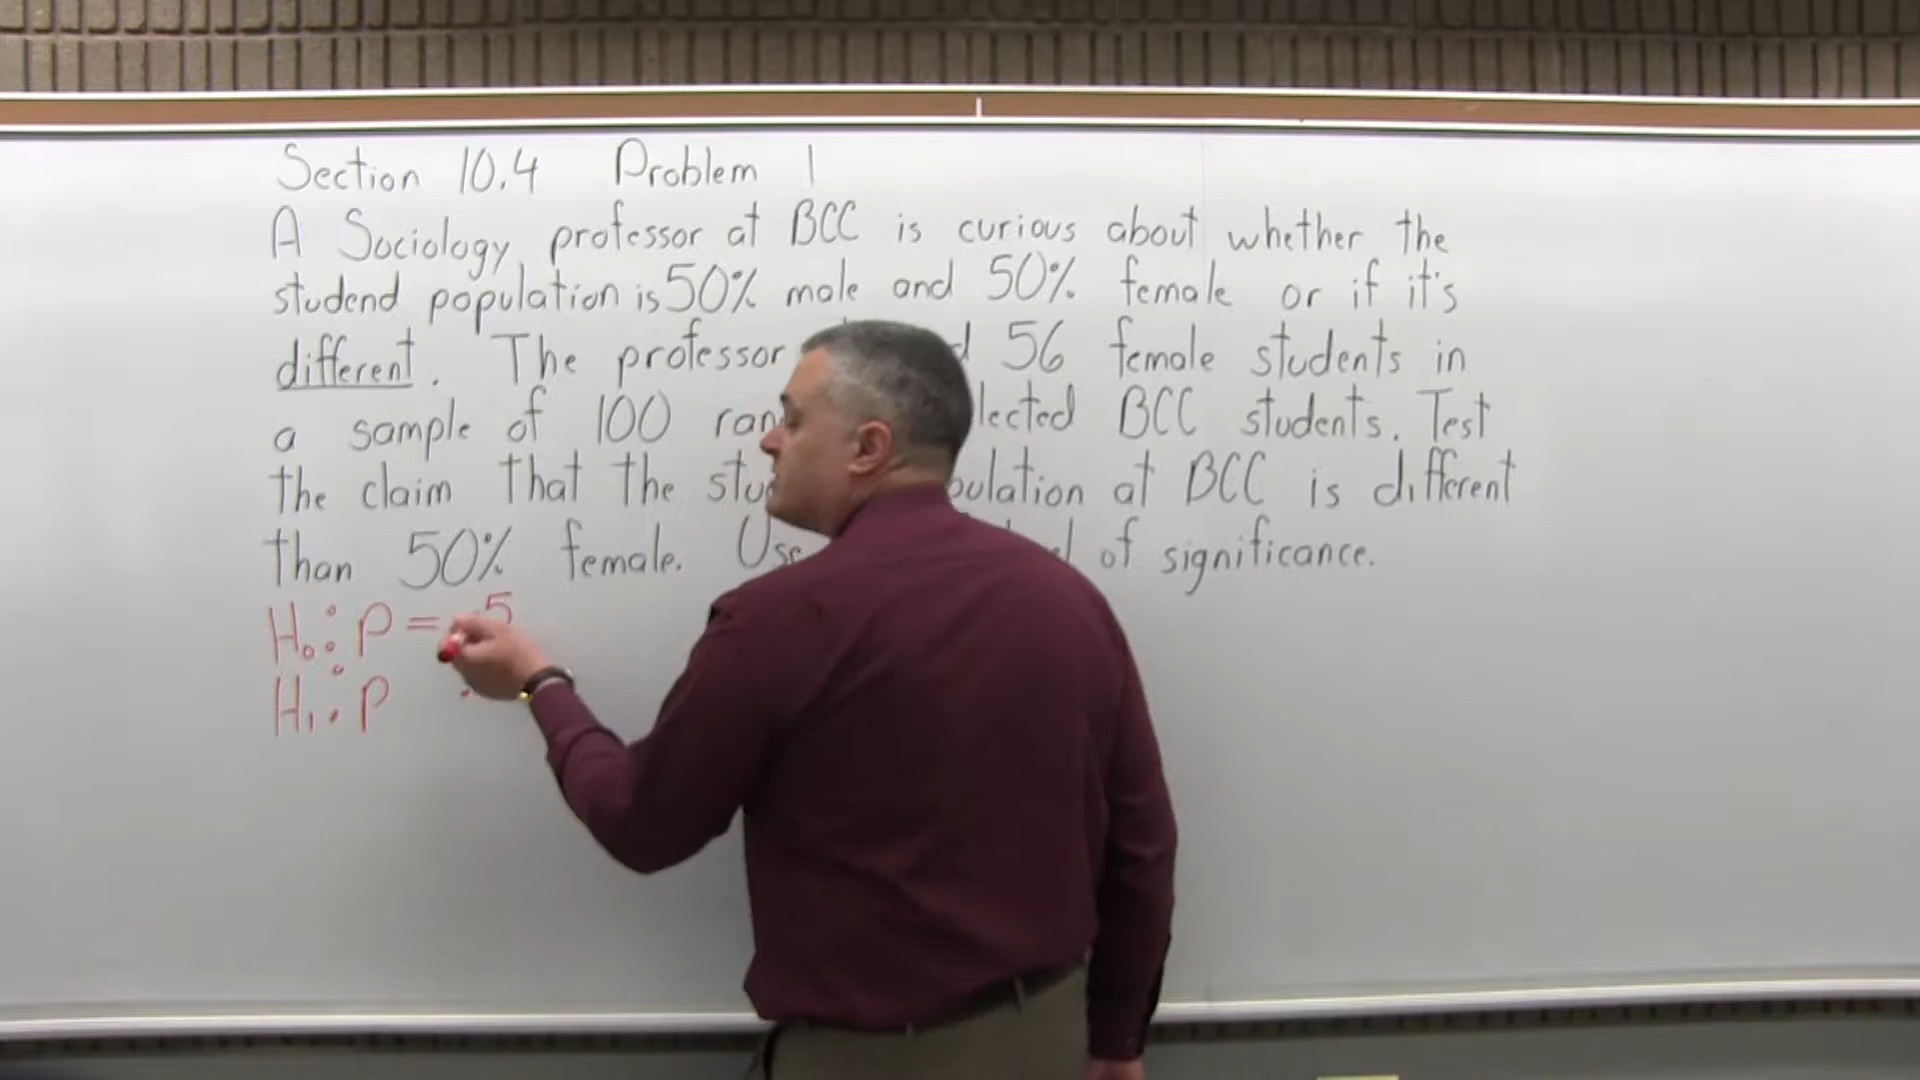 Section 10.4 Problem 1
A Sociology professor at BCC is curious about whether the
studend population is 50% male and 50% female or if it's
different. The professor 56 female students in
a sample of 100 BCC students. Test
the claim that the at BCC is different
than 50% female. Use of significance.
H₀: P = .5
H₁: P